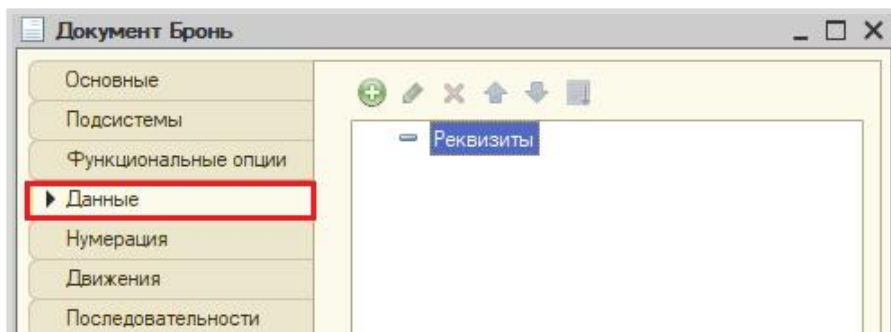 Документ Бронь
Основные
Подсистемы
Функциональные опции
Данные
Нумерация
Движения
Последовательности
Реквизиты